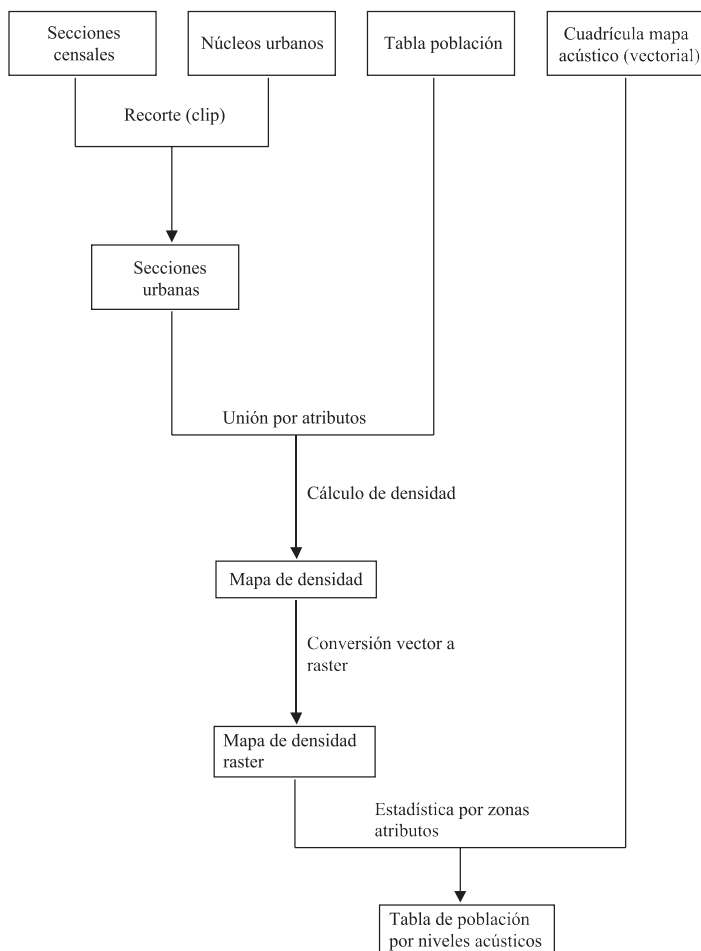 Secciones
censales
Núcleos urbanos
Tabla población
Cuadrícula mapa
acústico (vectorial)
Recorte (clip)
Secciones
urbanas
Unión por atributos
Cálculo de densidad
Mapa de densidad
Conversión vector a
raster
Mapa de densidad
raster
Estadística por zonas
atributos
Tabla de población
por niveles acústicos